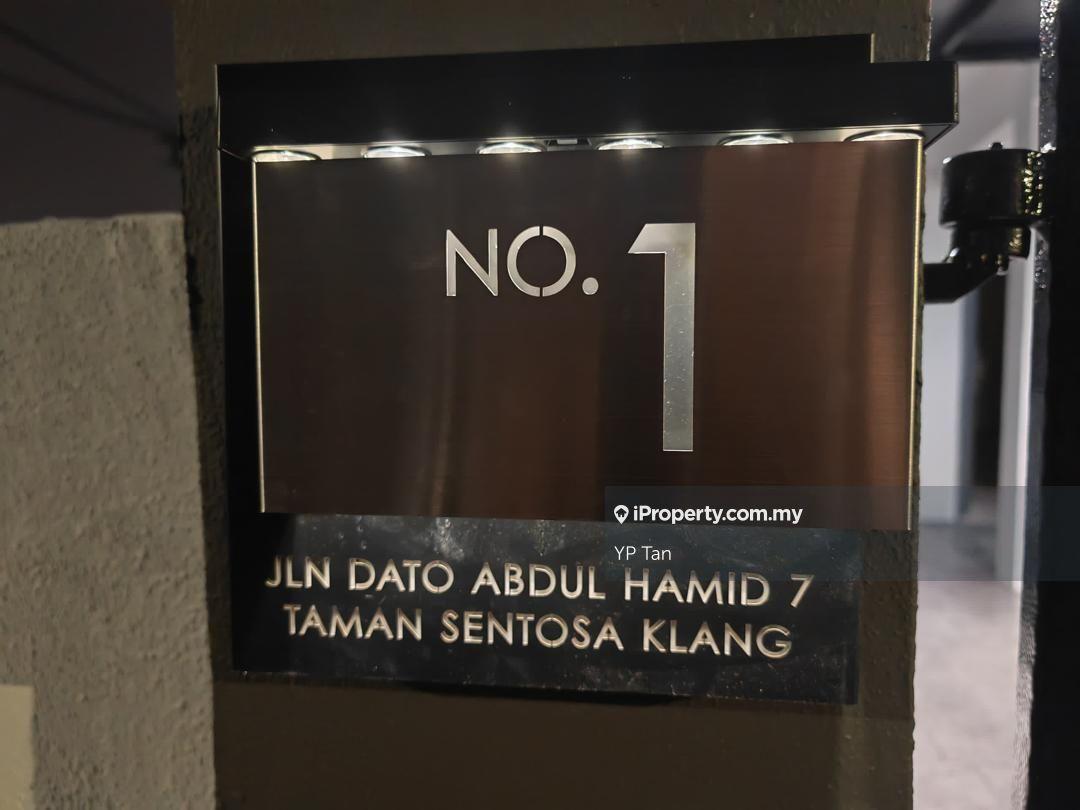 NO. 1
iProperty.com.my
YP Tan
JLN DATO ABDUL HAMID 7
TAMAN SENTOSA KLANG